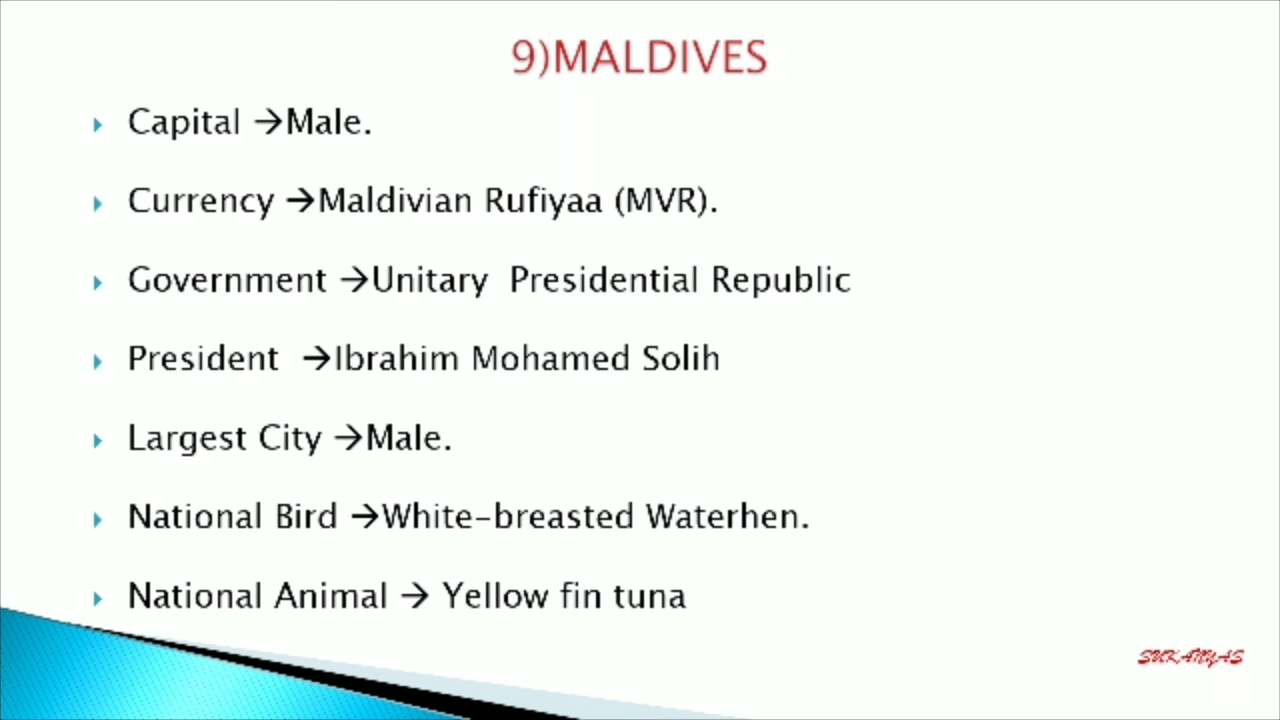 9)MALDIVES
Capital →Male.
Currency →Maldivian Rufiyaa (MVR).
Government →Unitary Presidential Republic
President →Ibrahim Mohamed Solih
Largest City →Male.
National Bird →White-breasted Waterhen.
National Animal → Yellow fin tuna
SUKANYAS